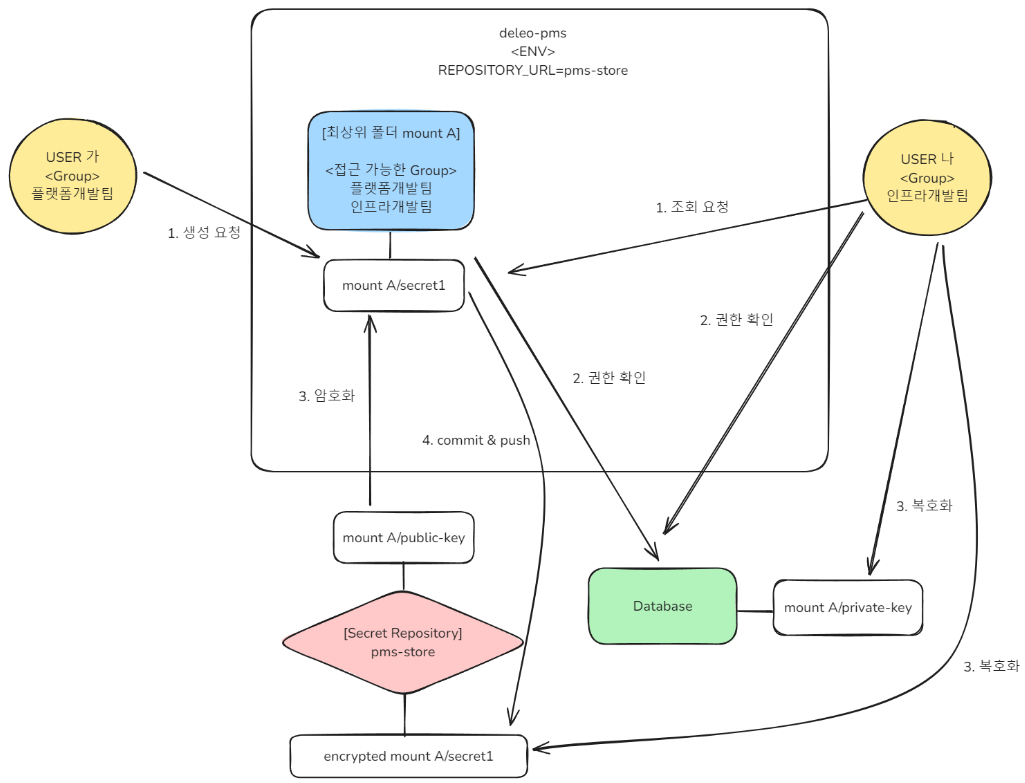 deleo-pms
<ENV>
REPOSITORY_URL=pms-store
[최상위 폴더 mount A]
<접근 가능한 Group>
플랫폼개발팀
인프라개발팀
USER 가
<Group>
플랫폼개발팀
USER 나
<Group>
인프라개발팀
1. 생성 요청
1. 조회 요청
mount A/secret1
2. 권한 확인
2. 권한 확인
3. 암호화
4. commit & push
3. 복호화
mount A/public-key
Database
mount A/private-key
[Secret Repository]
pms-store
3. 복호화
encrypted mount A/secret1